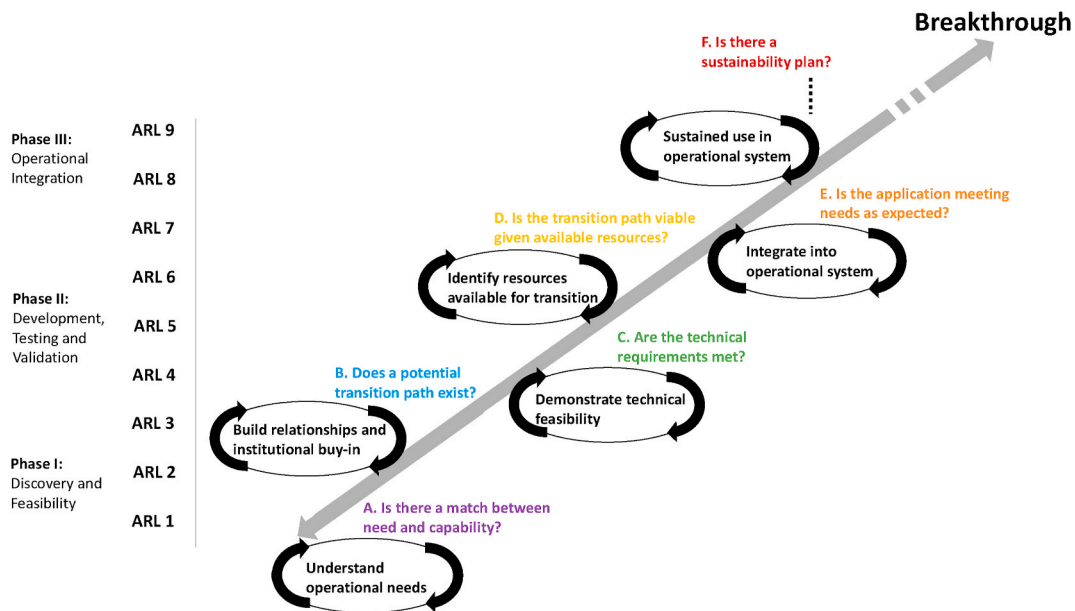 Breakthrough
F. Is there a
sustainability plan?
Phase III:
Operational
Integration
ARL 9
ARL 8
Sustained use in
operational system
E. Is the application meeting
needs as expected?
D. Is the transition path viable
given available resources?
ARL 7
Integrate into
operational system
ARL 6
Identify resources
available for transition
Phase II:
Development,
Testing and
Validation
ARL 5
ARL 4
C. Are the technical
requirements met?
B. Does a potential
transition path exist?
Demonstrate technical
feasibility
ARL 3
Build relationships and
institutional buy-in
Phase I:
Discovery and
Feasibility
ARL 2
ARL 1
A. Is there a match between
need and capability?
Understand
operational needs